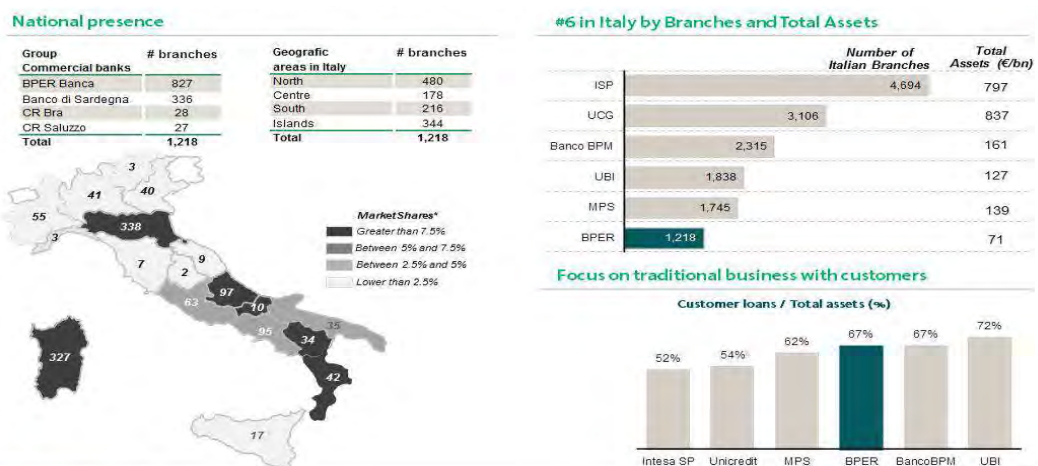 National presence
Group
Commercial banks
# branches
BPER Banca 827
Banco di Sardegna 336
CR Bra 28
CR Saluzzo 27
Total 1,218
Geografic
areas in Italy
# branches
North 480
Centre 178
South 216
Islands 344
Total 1,218
3
41
40
55
338
3
7
9
2
97
63
10
95
35
34
327
42
17
MarketShares*
Greater than 7.5%
Between 5% and 7.5%
Between 2.5% and 5%
Lower than 2.5%
#6 in Italy by Branches and Total Assets
Number of
Italian Branches
Total
Assets (€/bn)
ISP 4,694 797
UCG 3,106 837
Banco BPM 2,315 161
UBI 1,838 127
MPS 1,745 139
BPER 1,218 71
Focus on traditional business with customers
Customer loans / Total assets (%)
52% 54% 62% 67% 67% 72%
Intesa SP Unicredit MPS BPER BancoBPM UBI